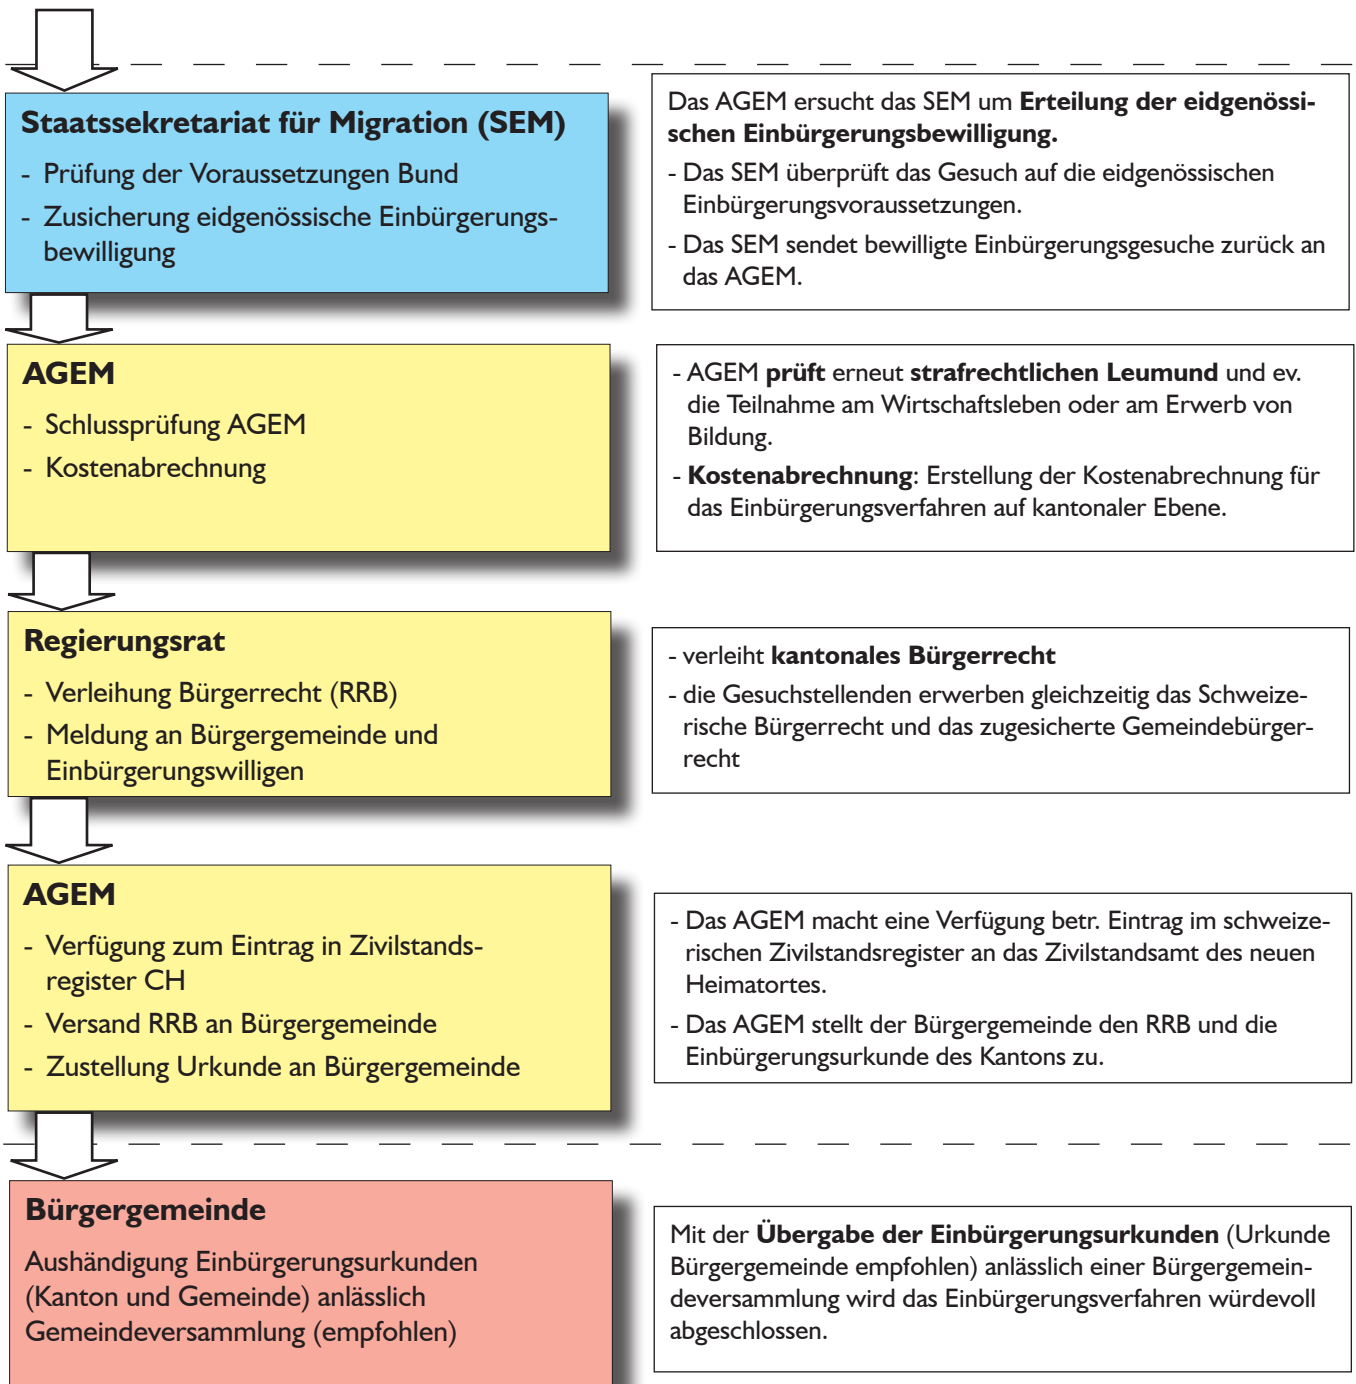 Staatssekretariat für Migration (SEM)
- Prüfung der Voraussetzungen Bund
- Zusicherung eidgenössische Einbürgerungs-
bewilligung
Das AGEM ersucht das SEM um Erteilung der eidgenössi-
schen Einbürgerungsbewilligung.
- Das SEM überprüft das Gesuch auf die eidgenössischen
Einbürgerungsvoraussetzungen.
- Das SEM sendet bewilligte Einbürgerungsgesuche zurück an
das AGEM.
AGEM
- Schlussprüfung AGEM
- Kostenabrechnung
- AGEM prüft erneut strafrechtlichen Leumund und ev.
die Teilnahme am Wirtschaftsleben oder am Erwerb von
Bildung.
- Kostenabrechnung: Erstellung der Kostenabrechnung für
das Einbürgerungsverfahren auf kantonaler Ebene.
Regierungsrat
- Verleihung Bürgerrecht (RRB)
- Meldung an Bürgergemeinde und
Einbürgerungswilligen
- verleiht kantonales Bürgerrecht
- die Gesuchstellenden erwerben gleichzeitig das Schweize-
rische Bürgerrecht und das zugesicherte Gemeindebürger-
recht
AGEM
- Verfügung zum Eintrag in Zivilstands-
register CH
- Versand RRB an Bürgergemeinde
- Zustellung Urkunde an Bürgergemeinde
- Das AGEM macht eine Verfügung betr. Eintrag im schweize-
rischen Zivilstandsregister an das Zivilstandsamt des neuen
Heimatortes.
- Das AGEM stellt der Bürgergemeinde den RRB und die
Einbürgerungsurkunde des Kantons zu.
Bürgergemeinde
Aushändigung Einbürgerungsurkunden
(Kanton und Gemeinde) anlässlich
Gemeindeversammlung (empfohlen)
Mit der Übergabe der Einbürgerungsurkunden (Urkunde
Bürgergemeinde empfohlen) anlässlich einer Bürgergemein-
deversammlung wird das Einbürgerungsverfahren würdevoll
abgeschlossen.